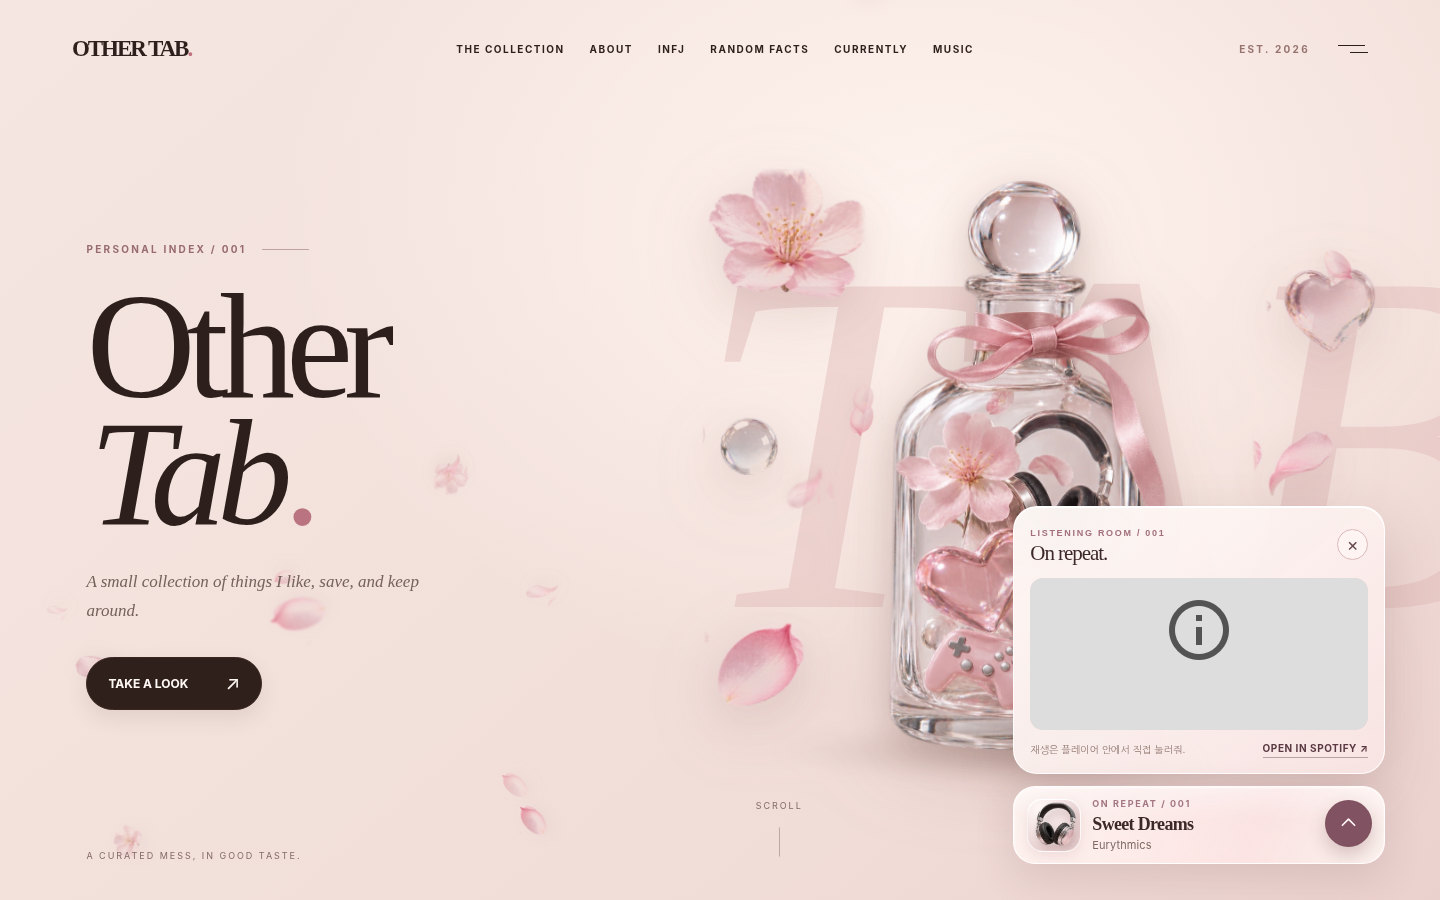 OTHER TAB.
THE COLLECTION ABOUT INFJ RANDOM FACTS CURRENTLY MUSIC
EST. 2026
PERSONAL INDEX / 001
Other
Tab.
TAB
A small collection of things I like, save, and keep
around.
TAKE A LOOK
LISTENING ROOM / 001
On repeat.
재생은 플레이어 안에서 직접 눌러줘.
OPEN IN SPOTIFY
SCROLL
ON REPEAT / 001
Sweet Dreams
Eurythmics
A CURATED MESS, IN GOOD TASTE.